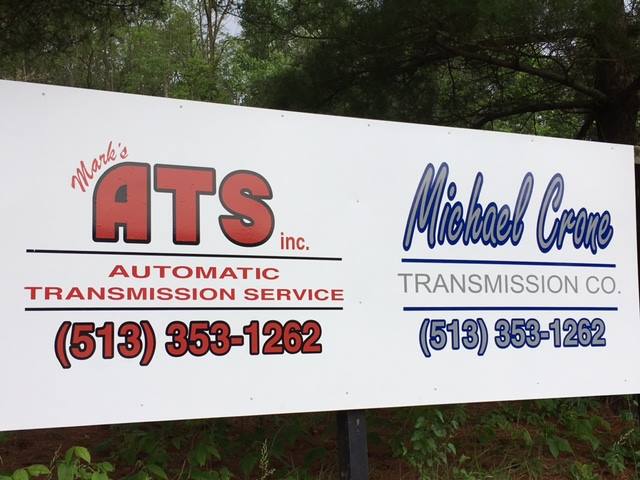 Mark's
ATS inc.
AUTOMATIC
TRANSMISSION SERVICE
(513) 353-1262
Michael Crone
TRANSMISSION CO.
(513) 353-1262